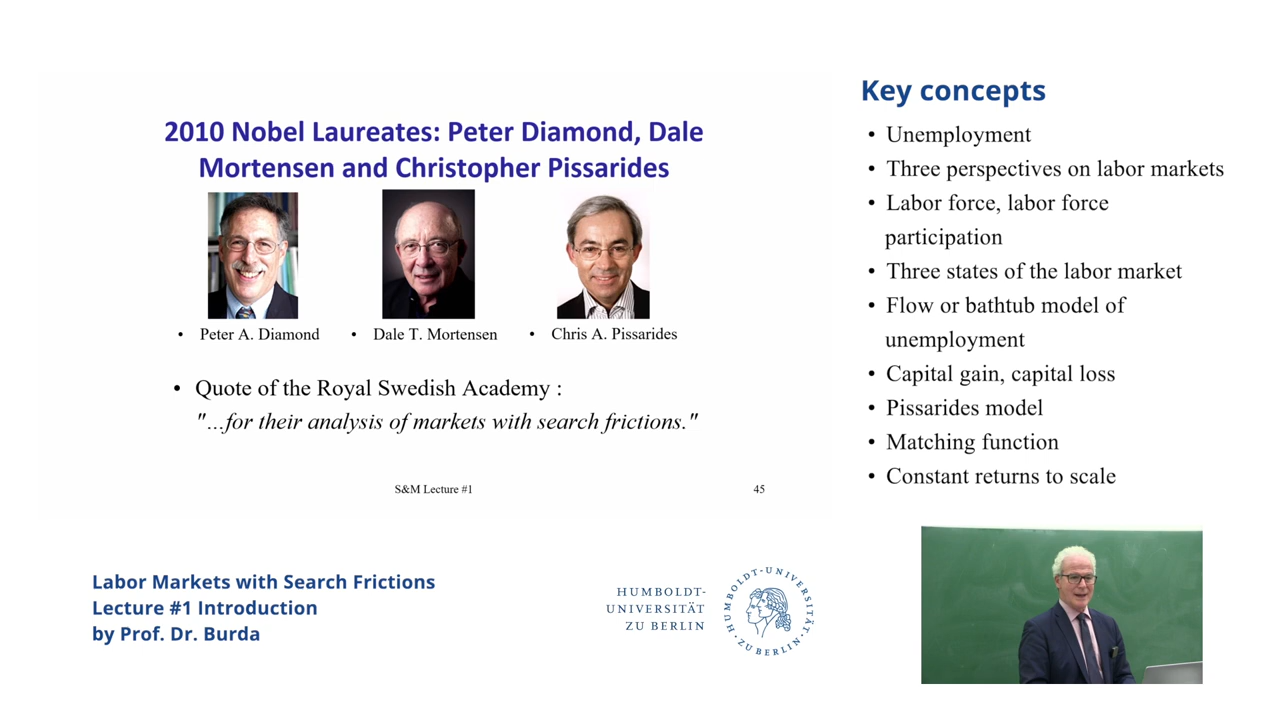 2010 Nobel Laureates: Peter Diamond, Dale
Mortensen and Christopher Pissarides
• Peter A. Diamond • Dale T. Mortensen • Chris A. Pissarides
• Quote of the Royal Swedish Academy :
"...for their analysis of markets with search frictions."
S&M Lecture #1 45
Key concepts
• Unemployment
• Three perspectives on labor markets
• Labor force, labor force
participation
• Three states of the labor market
• Flow or bathtub model of
unemployment
• Capital gain, capital loss
• Pissarides model
• Matching function
• Constant returns to scale
Labor Markets with Search Frictions
Lecture #1 Introduction
by Prof. Dr. Burda
HUMBOLDT-
UNIVERSITÄT
ZU BERLIN
HUMBOLDT-UNIVERSITÄT
·ZU BERLIN·